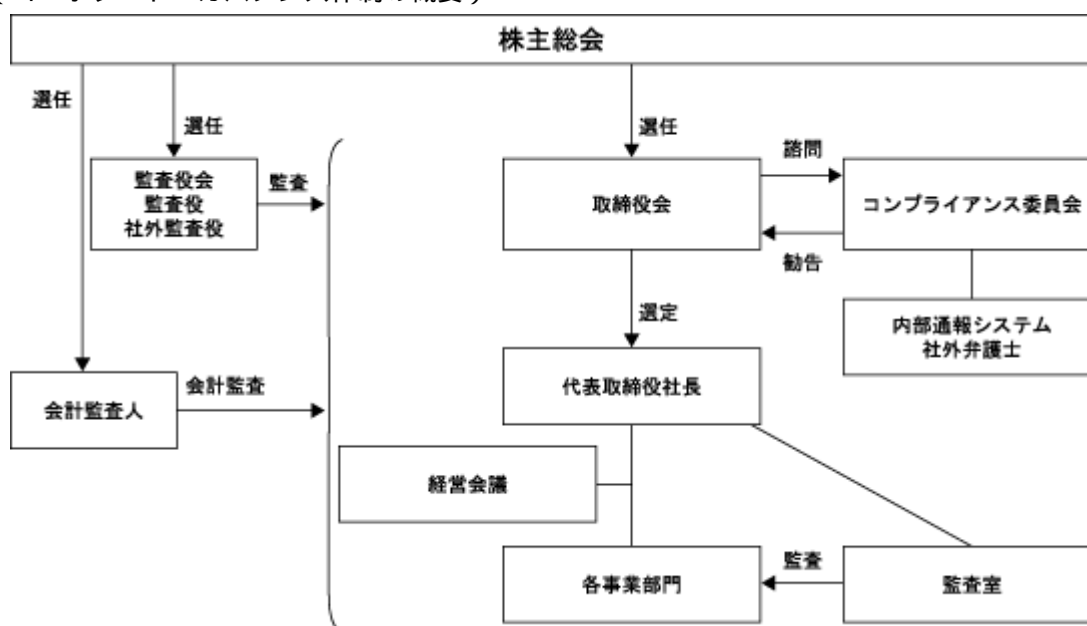 株主総会
選任
選任
選任
諮問
監査役会
監査役
社外監査役
監査
取締役会
コンプライアンス委員会
勧告
選定
内部通報システム
社外弁護士
代表取締役社長
会計監査人
会計監査
経営会議
各事業部門
監査
監査室